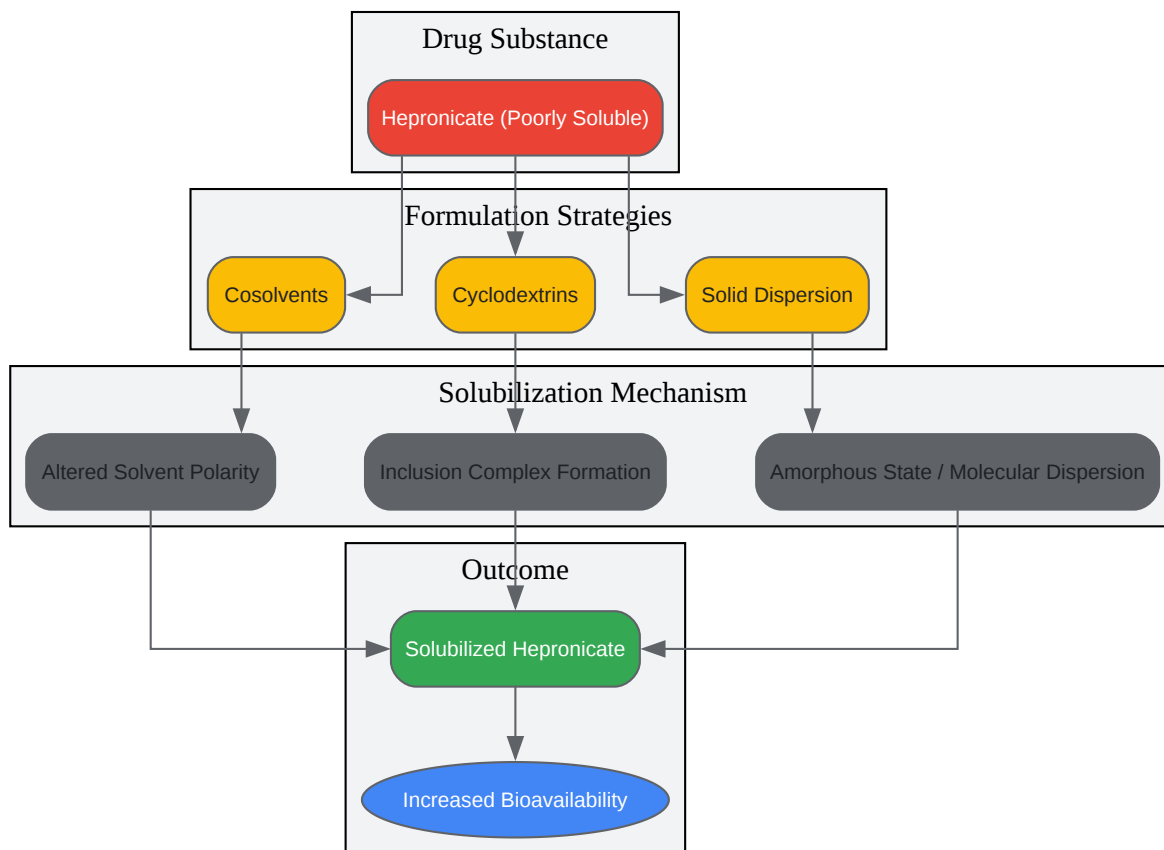 Drug Substance
Hepronicate (Poorly Soluble)
Formulation Strategies
Cosolvents
Cyclodextrins
Solid Dispersion
Solubilization Mechanism
Altered Solvent Polarity
Inclusion Complex Formation
Amorphous State / Molecular Dispersion
Outcome
Solubilized Hepronicate
Increased Bioavailability